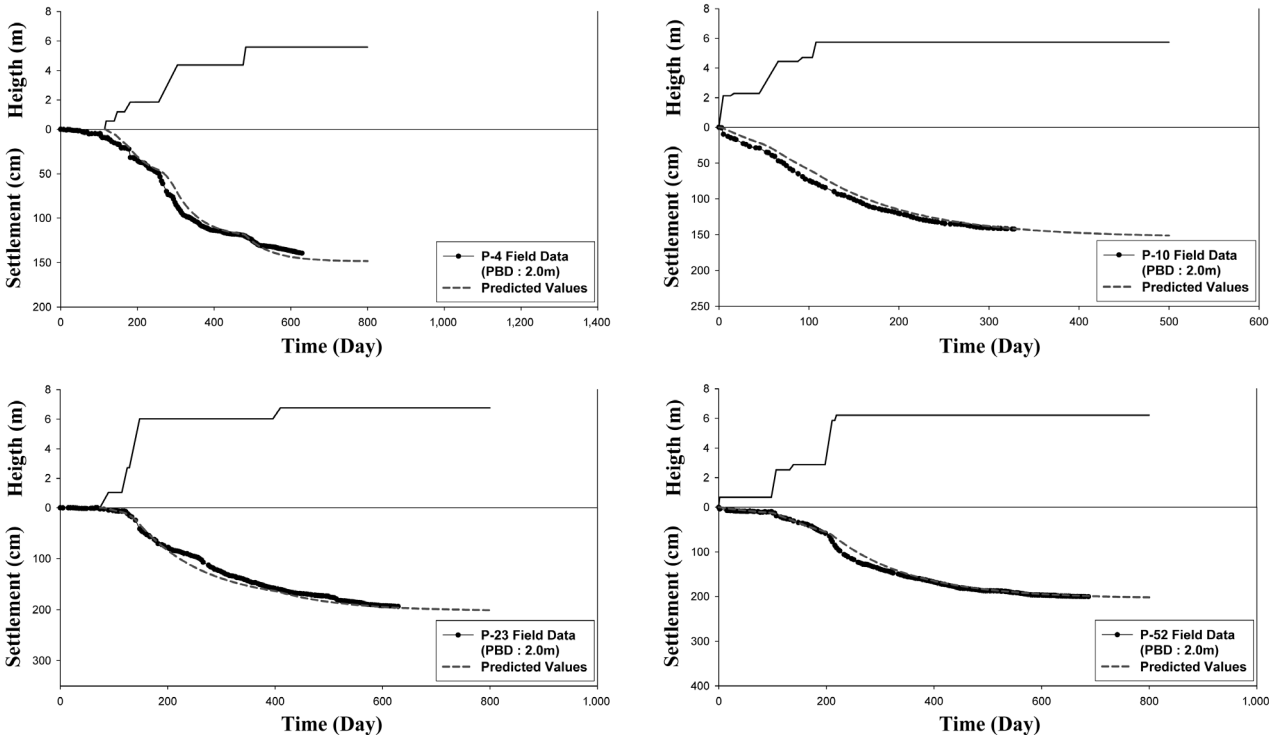 Heigth (m)
8
6
4
2
0
Settlement (cm)
50
100
150
200
0 200 400 600 800 1,000 1,200 1,400
Time (Day)
P-4 Field Data
(PBD : 2.0m)
Predicted Values
Heigth (m)
8
6
4
2
0
Settlement (cm)
50
100
150
200
250
0 100 200 300 400 500 600
Time (Day)
P-10 Field Data
(PBD : 2.0m)
Predicted Values
Heigth (m)
8
6
4
2
0
Settlement (cm)
100
200
300
0 200 400 600 800 1,000
Time (Day)
P-23 Field Data
(PBD : 2.0m)
Predicted Values
Heigth (m)
8
6
4
2
0
Settlement (cm)
100
200
300
400
0 200 400 600 800 1,000
Time (Day)
P-52 Field Data
(PBD : 2.0m)
Predicted Values